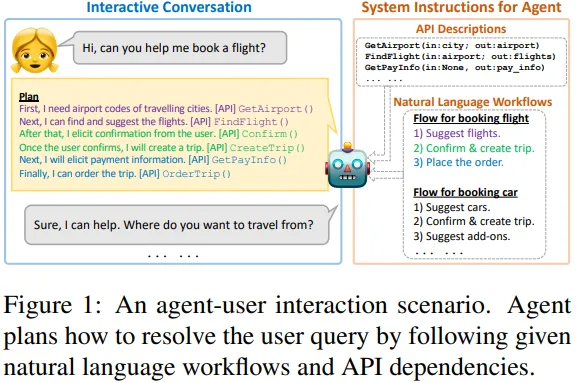 Interactive Conversation
Hi, can you help me book a flight?
Plan
First, I need airport codes of travelling cities. [API] GetAirport()
Next, I can find and suggest the flights. [API] FindFlight()
After that, I elicit confirmation from the user. [API] Confirm()
Once the user confirms, I will create a trip. [API] CreateTrip()
Next, I will elicit payment information. [API] GetPayInfo()
Finally, I can order the trip. [API] OrderTrip()
Sure, I can help. Where do you want to travel from?
... ...
System Instructions for Agent
API Descriptions
GetAirport(in:city; out:airport)
FindFlight(in:airport; out:flights)
GetPayInfo(in:None, out:pay_info)
... ...
Natural Language Workflows
Flow for booking flight
1) Suggest flights.
2) Confirm & create trip.
3) Place the order.
Flow for booking car
1) Suggest cars.
2) Confirm & create trip.
3) Suggest add-ons.
... ...
Figure 1: An agent-user interaction scenario. Agent
plans how to resolve the user query by following given
natural language workflows and API dependencies.